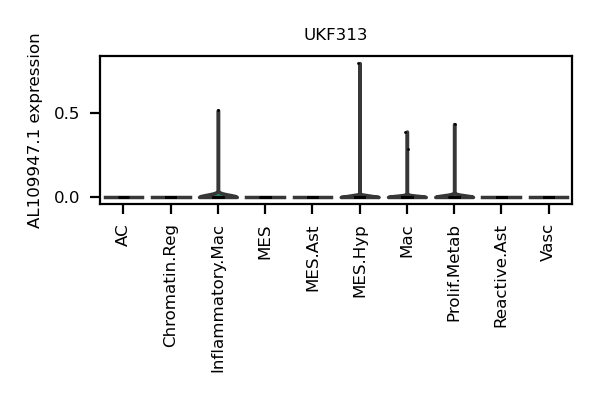 UKF313
AL109947.1 expression
0.5
0.0
AC
Chromatin.Reg
Inflammatory.Mac
MES
MES.Ast
MES.Hyp
Mac
Prolif.Metab
Reactive.Ast
Vasc